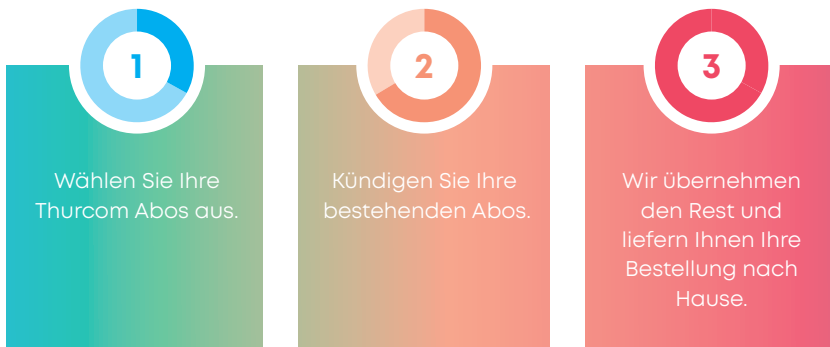 1
Wählen Sie Ihre
Thurcom Abos aus.
2
Kündigen Sie Ihre
bestehenden Abos.
3
Wir übernehmen
den Rest und
liefern Ihnen Ihre
Bestellung nach
Hause.